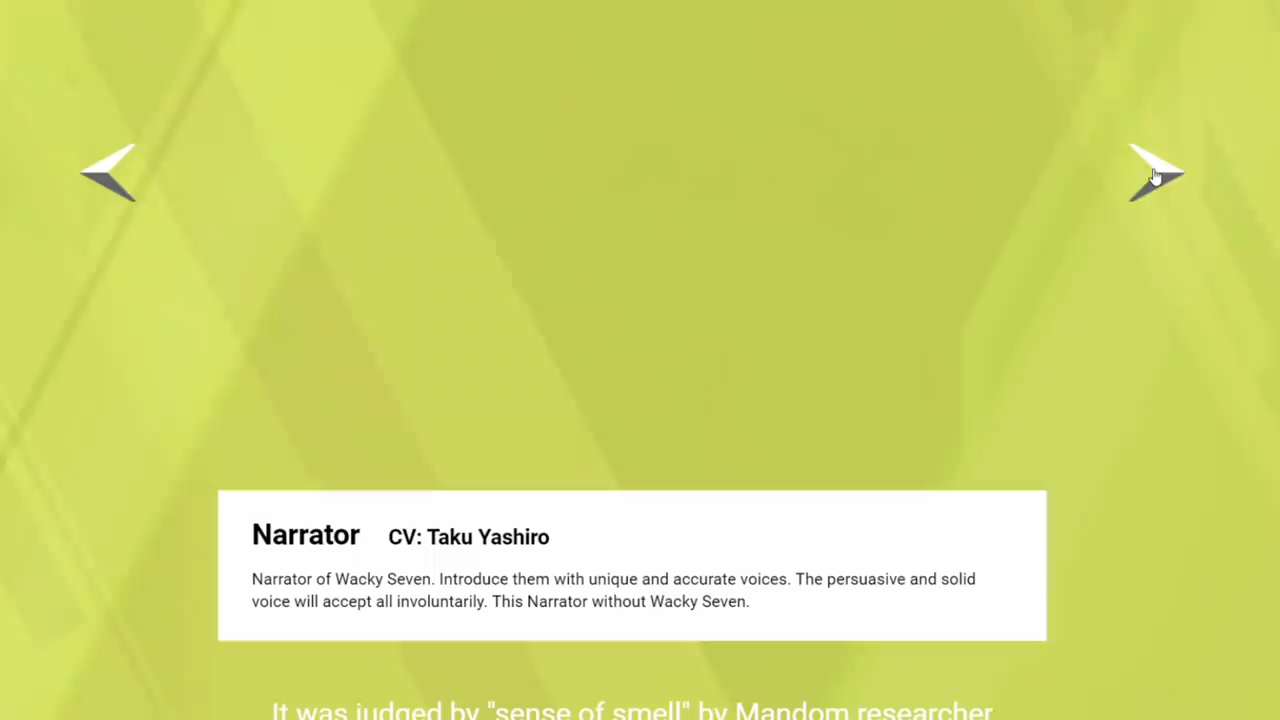 Narrator CV: Taku Yashiro
Narrator of Wacky Seven. Introduce them with unique and accurate voices. The persuasive and solid
voice will accept all involuntarily. This Narrator without Wacky Seven.
It was judged by "sense of smell" by Mandom researcher